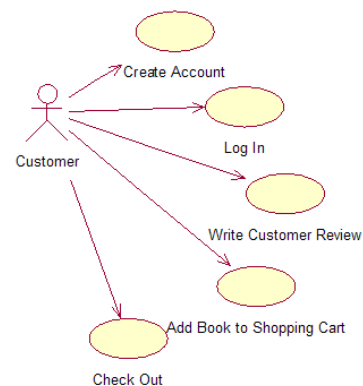 Create Account
Customer
Log In
Write Customer Review
Add Book to Shopping Cart
Check Out